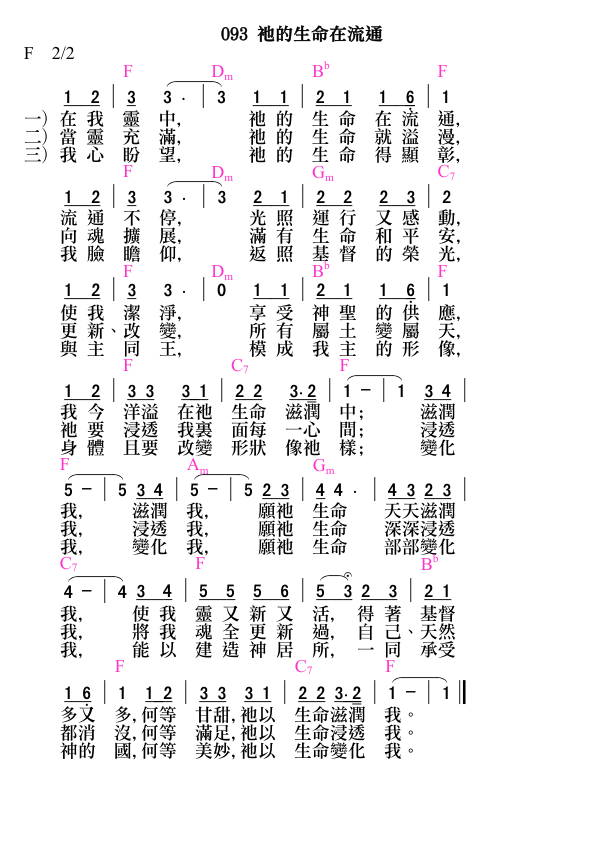 093 祂的生命在流通
F 2/2
F Dm Bb F
1 2 | 3 3 · | 3 1 1 | 2 1 1 6 | 1
一) 在 我 靈 中, 祂 的 生 命 在 流 通,
二) 當 靈 充 滿, 祂 的 生 命 就 溢 漫,
三) 我 心 盼 望, 祂 的 生 命 得 顯 彰,
F Dm Gm C7
1 2 | 3 3 · | 3 2 1 | 2 2 2 3 | 2
流 通 不 停, 光 照 運 行 又 感 動,
向 魂 擴 展, 滿 有 生 命 和 平 安,
我 臉 瞻 仰, 返 照 基 督 的 榮 光,
F Dm Bb F
1 2 | 3 3 · | 0 1 1 | 2 1 1 6 | 1
使 我 潔 淨, 享 受 神 聖 的 供 應,
更 新、改 變, 所 有 屬 土 變 屬 天,
與 主 同 王, 模 成 我 主 的 形 像,
F C7 F
1 2 | 3 3 3 1 | 2 2 3·2 | 1 - | 1 3 4 |
我 今 洋溢 在祂 生命 滋潤 中; 滋潤
祂 要 浸透 我裏 面每 一心 間; 浸透
身 體 且要 改變 形狀 像祂 樣; 變化
F Am Gm
5 - | 5 3 4 | 5 - | 5 2 3 | 4 4 · | 4 3 2 3 |
我, 滋潤 我, 願祂 生命 天天滋潤
我, 浸透 我, 願祂 生命 深深浸透
我, 變化 我, 願祂 生命 部部變化
C7 F Bb
4 - | 4 3 4 | 5 5 5 6 | 5 3 2 3 | 2 1
我, 使 我 靈 又 新 又 活, 得 著 基督
我, 將 我 魂 全 更 新 過, 自 己、天然
我, 能 以 建 造 神 居 所, 一 同 承受
F C7 F
1 6 | 1 1 2 | 3 3 3 1 | 2 2 3·2 | 1 - | 1 ||
多又 多, 何等 甘甜, 祂以 生命滋潤 我。
都消 沒, 何等 滿足, 祂以 生命浸透 我。
神的 國, 何等 美妙, 祂以 生命變化 我。